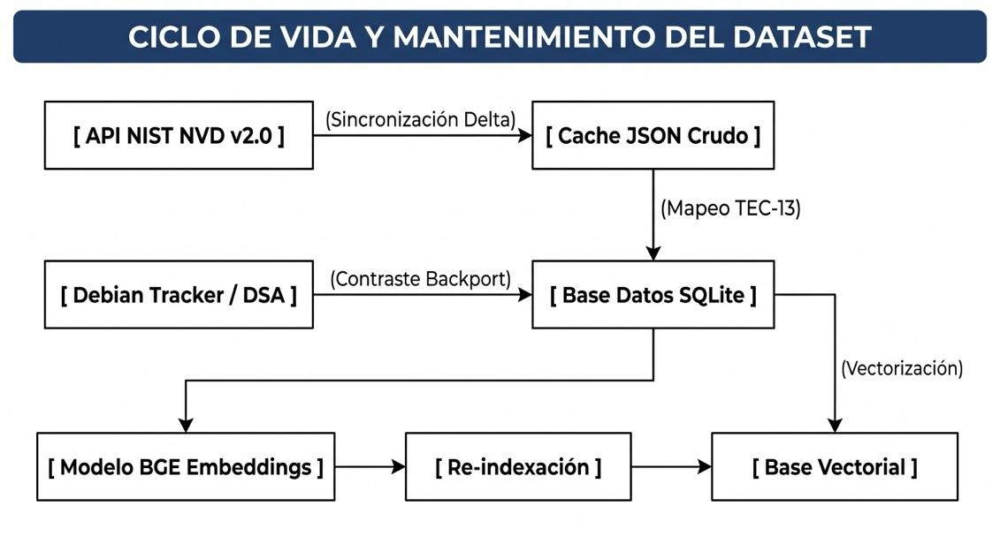 CICLO DE VIDA Y MANTENIMIENTO DEL DATASET
[ API NIST NVD v2.0 ]
(Sincronización Delta)
[ Cache JSON Crudo ]
(Mapeo TEC-13)
[ Debian Tracker / DSA ]
(Contraste Backport)
[ Base Datos SQLite ]
(Vectorización)
[ Modelo BGE Embeddings ]
[ Re-indexación ]
[ Base Vectorial ]